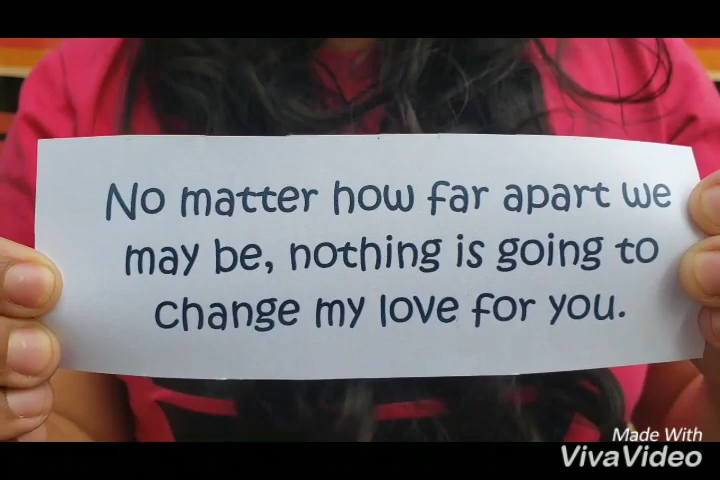 No matter how far apart we
may be, nothing is going to
change my love for you.
Made With
VivaVideo